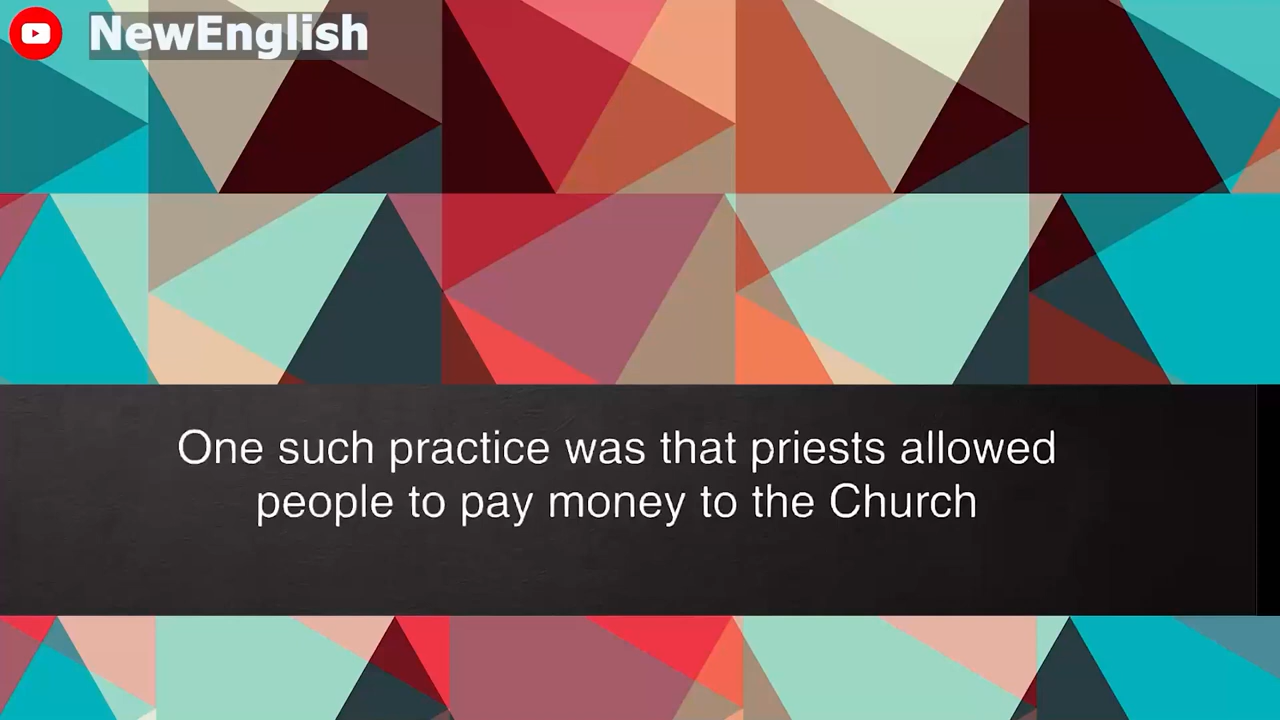 NewEnglish
One such practice was that priests allowed
people to pay money to the Church